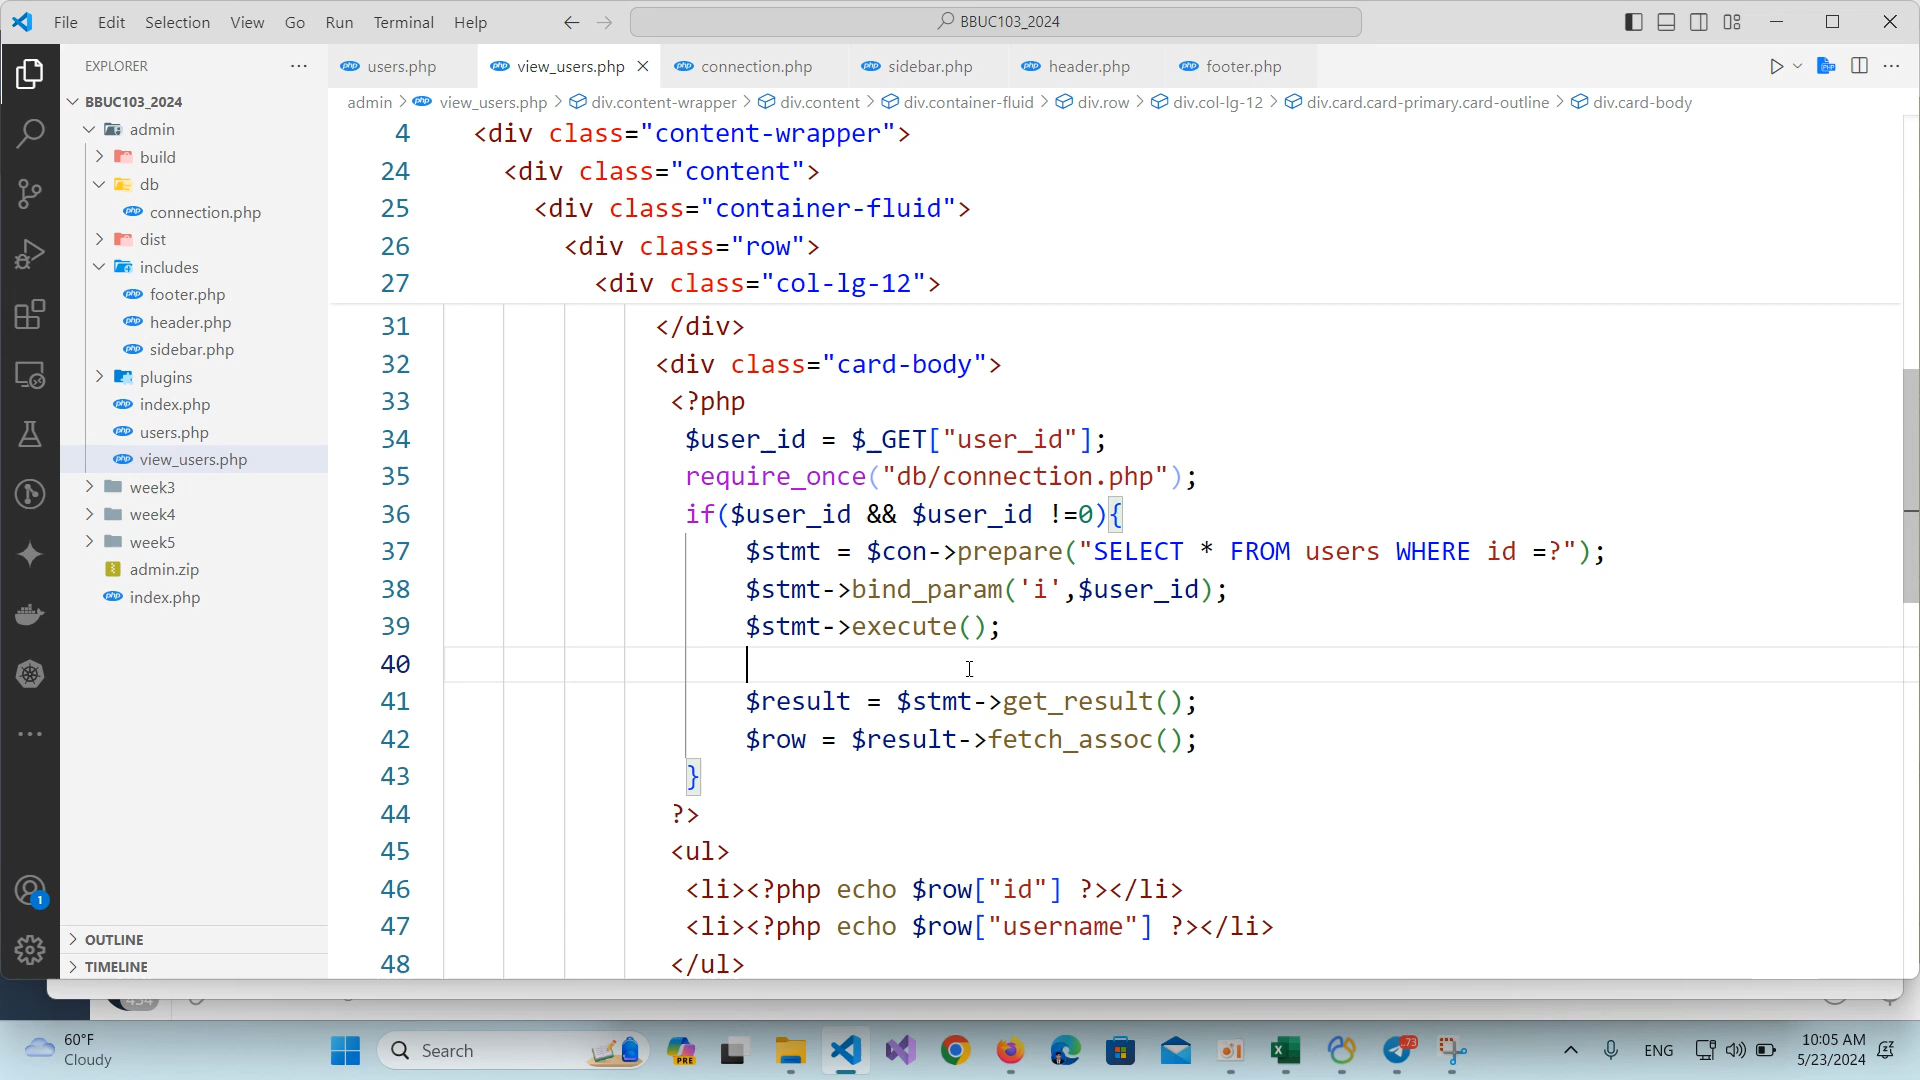 File Edit Selection View Go Run Terminal Help
BBUC103_2024
EXPLORER
users.php view_users.php connection.php sidebar.php header.php footer.php
admin > view_users.php > div.content-wrapper > div.content > div.container-fluid > div.row > div.col-lg-12 > div.card.card-primary.card-outline > div.card-body
BBUC103_2024
admin
build
db
connection.php
dist
includes
footer.php
header.php
sidebar.php
plugins
index.php
users.php
view_users.php
week3
week4
week5
admin.zip
index.php
OUTLINE
TIMELINE
1
4 <div class="content-wrapper">
24 <div class="content">
25 <div class="container-fluid">
26 <div class="row">
27 <div class="col-lg-12">
31 </div>
32 <div class="card-body">
33 <?php
34 $user_id = $_GET["user_id"];
35 require_once("db/connection.php");
36 if($user_id && $user_id !=0){
37 $stmt = $con->prepare("SELECT * FROM users WHERE id =?");
38 $stmt->bind_param('i',$user_id);
39 $stmt->execute();
40
41 $result = $stmt->get_result();
42 $row = $result->fetch_assoc();
43 }
44 ?>
45 <ul>
46 <li><?php echo $row["id"] ?></li>
47 <li><?php echo $row["username"] ?></li>
48 </ul>
60°F
Cloudy
Search
PRE
73
ENG
10:05 AM
5/23/2024